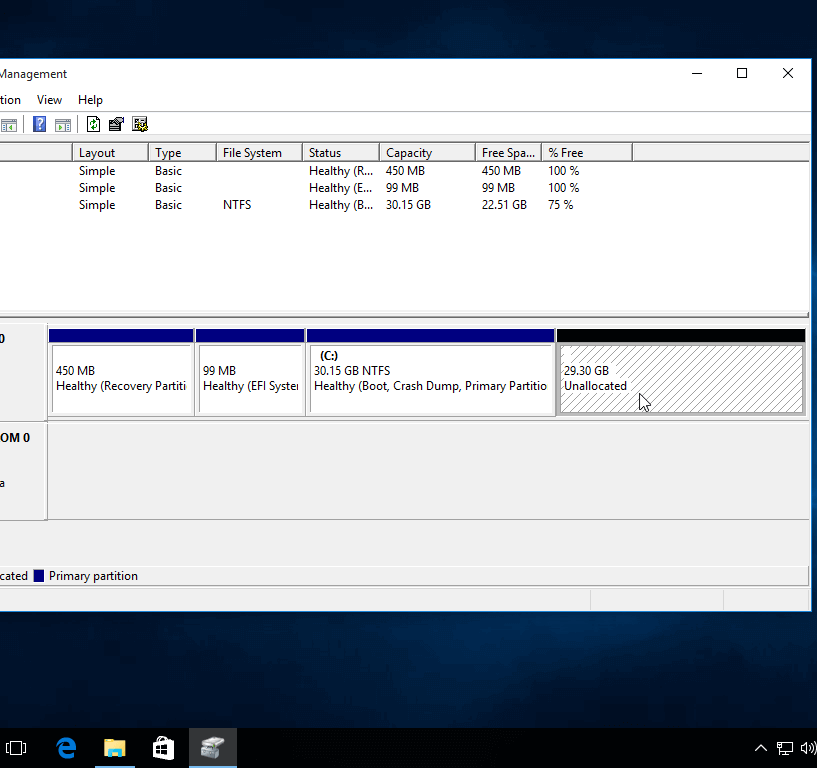 Management
tion View Help
Layout Type File System Status Capacity Free Spa... % Free
Simple Basic Healthy (R... 450 MB 450 MB 100 %
Simple Basic Healthy (E... 99 MB 99 MB 100 %
Simple Basic NTFS Healthy (B... 30.15 GB 22.51 GB 75 %
0
450 MB
Healthy (Recovery Partiti
99 MB
Healthy (EFI Syster
(C:)
30.15 GB NTFS
Healthy (Boot, Crash Dump, Primary Partitio
29.30 GB
Unallocated
OM 0
a
cated Primary partition